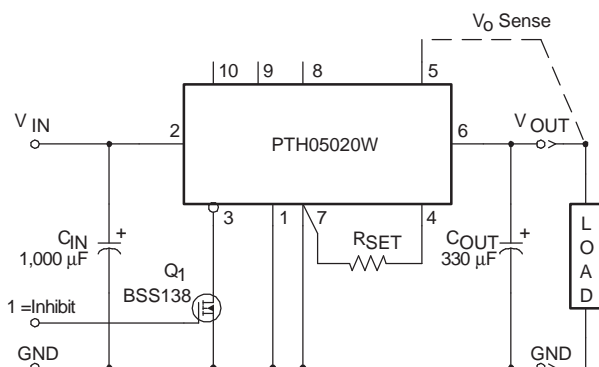 Vo Sense
10 9 8 5
VIN
2
PTH05020W
6
VOUT
3 1 7 4
CIN
1,000 µF
+
Q1
BSS138
RSET
COUT
330 µF
+
LOAD
1 =Inhibit
GND
GND